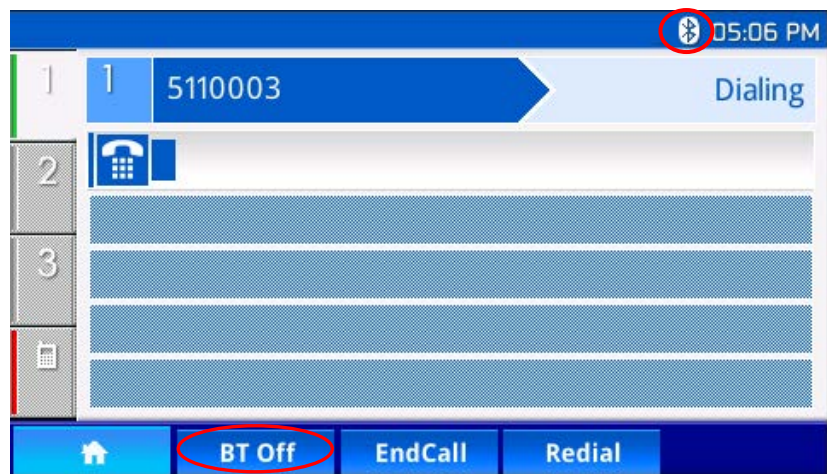 05:06 PM
1
1 5110003 Dialing
2
3
BT Off EndCall Redial